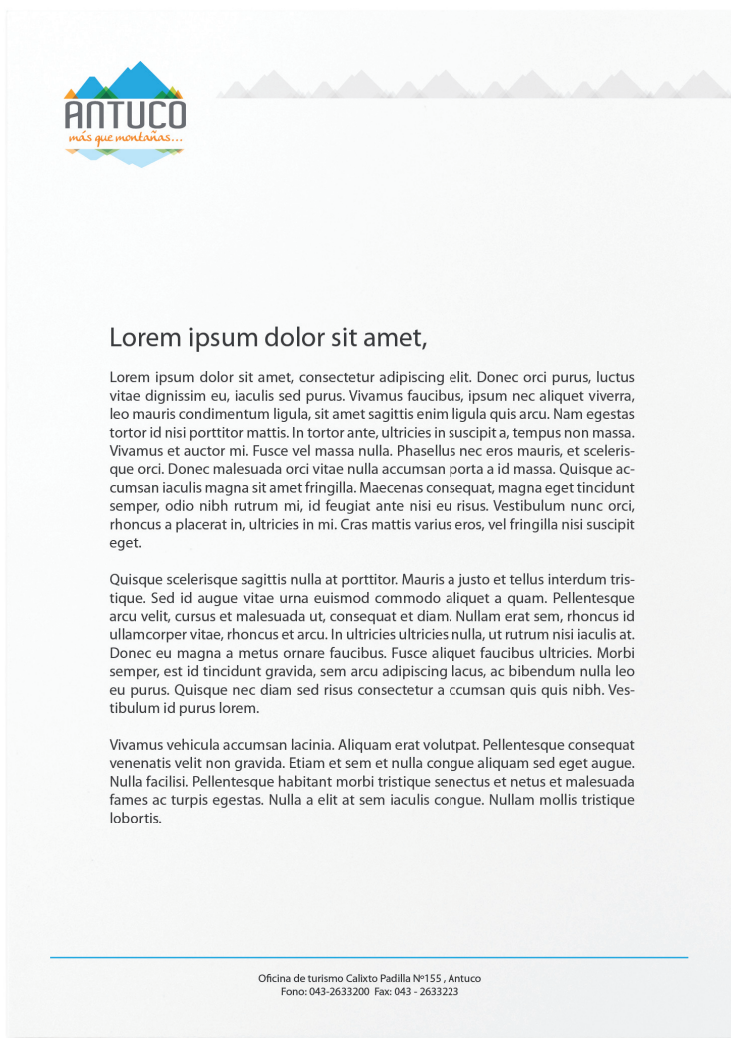 ANTUCO
más que montañas...
Lorem ipsum dolor sit amet,
Lorem ipsum dolor sit amet, consectetur adipiscing elit. Donec orci purus, luctus
vitae dignissim eu, iaculis sed purus. Vivamus faucibus, ipsum nec aliquet viverra,
leo mauris condimentum ligula, sit amet sagittis enim ligula quis arcu. Nam egestas
tortor id nisi porttitor mattis. In tortor ante, ultricies in suscipit a, tempus non massa.
Vivamus et auctor mi. Fusce vel massa nulla. Phasellus nec eros mauris, et sceleris-
que orci. Donec malesuada orci vitae nulla accumsan porta a id massa. Quisque ac-
cumsan iaculis magna sit amet fringilla. Maecenas consequat, magna eget tincidunt
semper, odio nibh rutrum mi, id feugiat ante nisi eu risus. Vestibulum nunc orci,
rhoncus a placerat in, ultricies in mi. Cras mattis varius eros, vel fringilla nisi suscipit
eget.
Quisque scelerisque sagittis nulla at porttitor. Mauris a justo et tellus interdum tris-
tique. Sed id augue vitae urna euismod commodo aliquet a quam. Pellentesque
arcu velit, cursus et malesuada ut, consequat et diam. Nullam erat sem, rhoncus id
ullamcorper vitae, rhoncus et arcu. In ultricies ultricies nulla, ut rutrum nisi iaculis at.
Donec eu magna a metus ornare faucibus. Fusce aliquet faucibus ultricies. Morbi
semper, est id tincidunt gravida, sem arcu adipiscing lacus, ac bibendum nulla leo
eu purus. Quisque nec diam sed risus consectetur a ccumsan quis quis nibh. Ves-
tibulum id purus lorem.
Vivamus vehicula accumsan lacinia. Aliquam erat volutpat. Pellentesque consequat
venenatis velit non gravida. Etiam et sem et nulla congue aliquam sed eget augue.
Nulla facilisi. Pellentesque habitant morbi tristique senectus et netus et malesuada
fames ac turpis egestas. Nulla a elit at sem iaculis congue. Nullam mollis tristique
lobortis.
Oficina de turismo Calixto Padilla Nº155 , Antuco
Fono: 043-2633200 Fax: 043 - 2633223